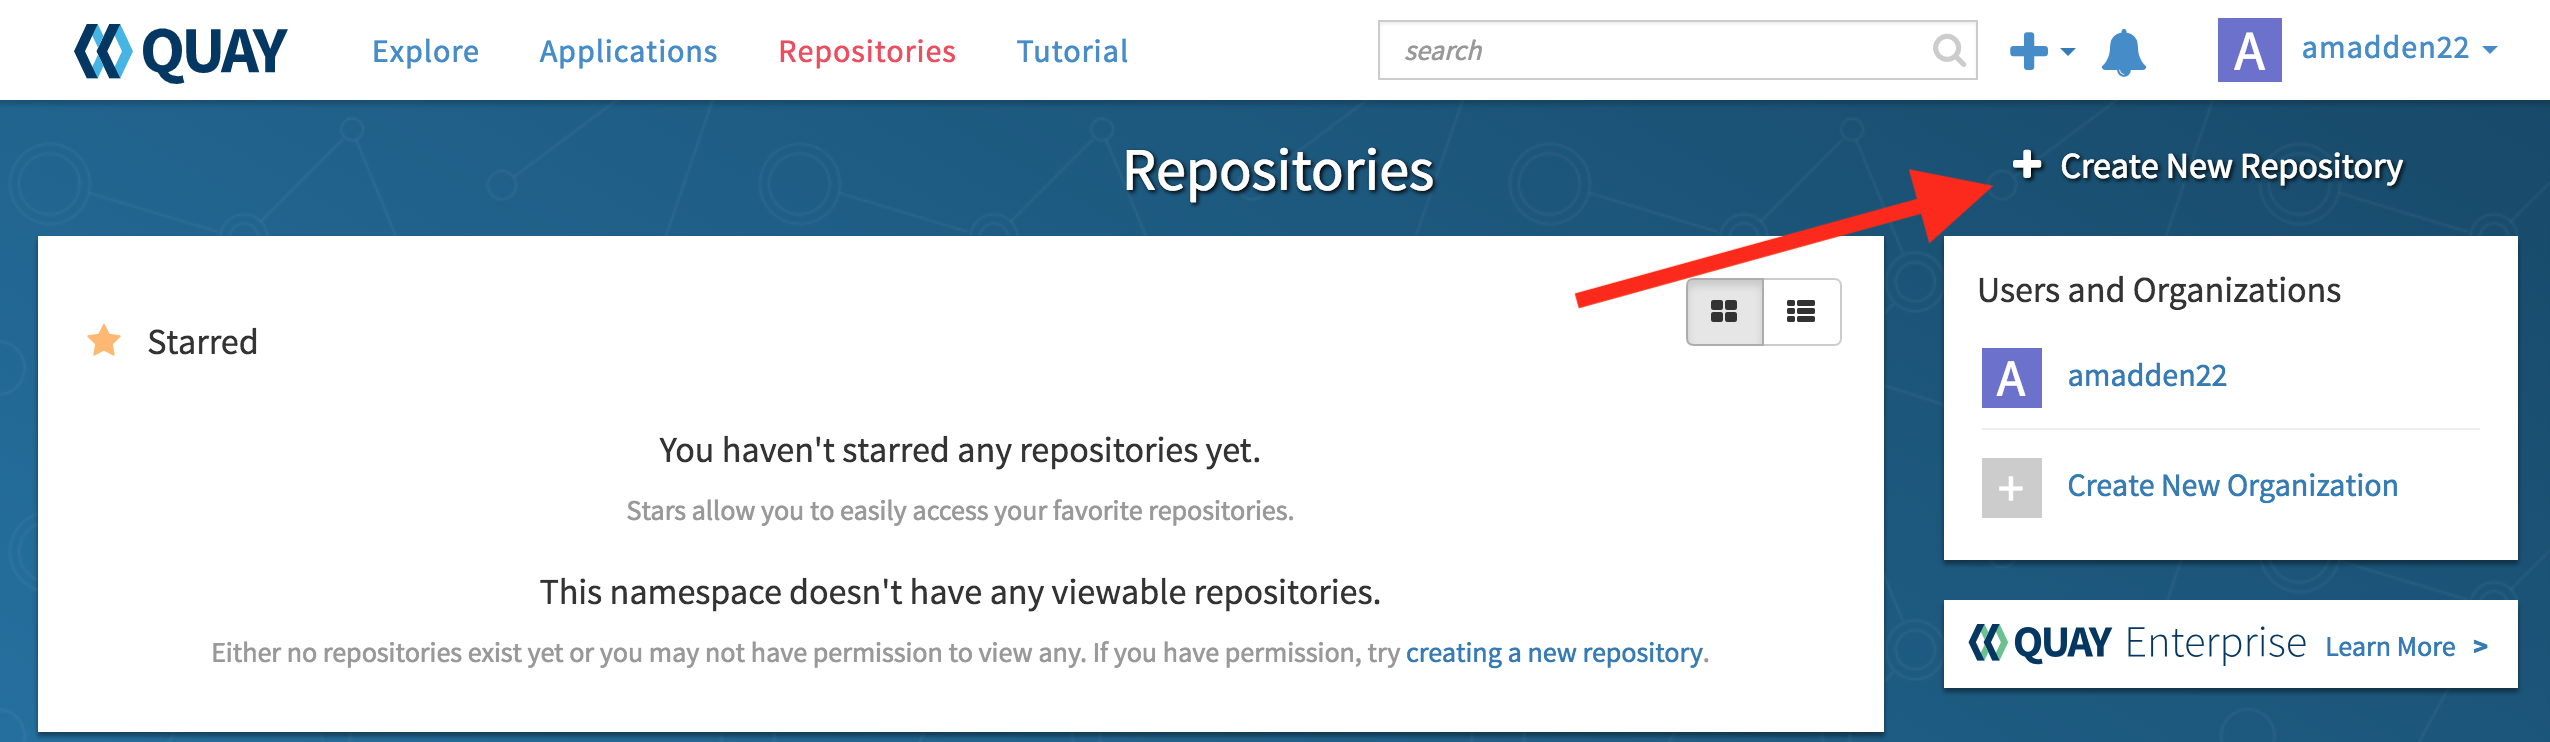 QUAY Explore Applications Repositories Tutorial search A amadden22
Repositories
+ Create New Repository
Starred
You haven't starred any repositories yet.
Stars allow you to easily access your favorite repositories.
This namespace doesn't have any viewable repositories.
Either no repositories exist yet or you may not have permission to view any. If you have permission, try creating a new repository.
Users and Organizations
A amadden22
+ Create New Organization
QUAY Enterprise Learn More >